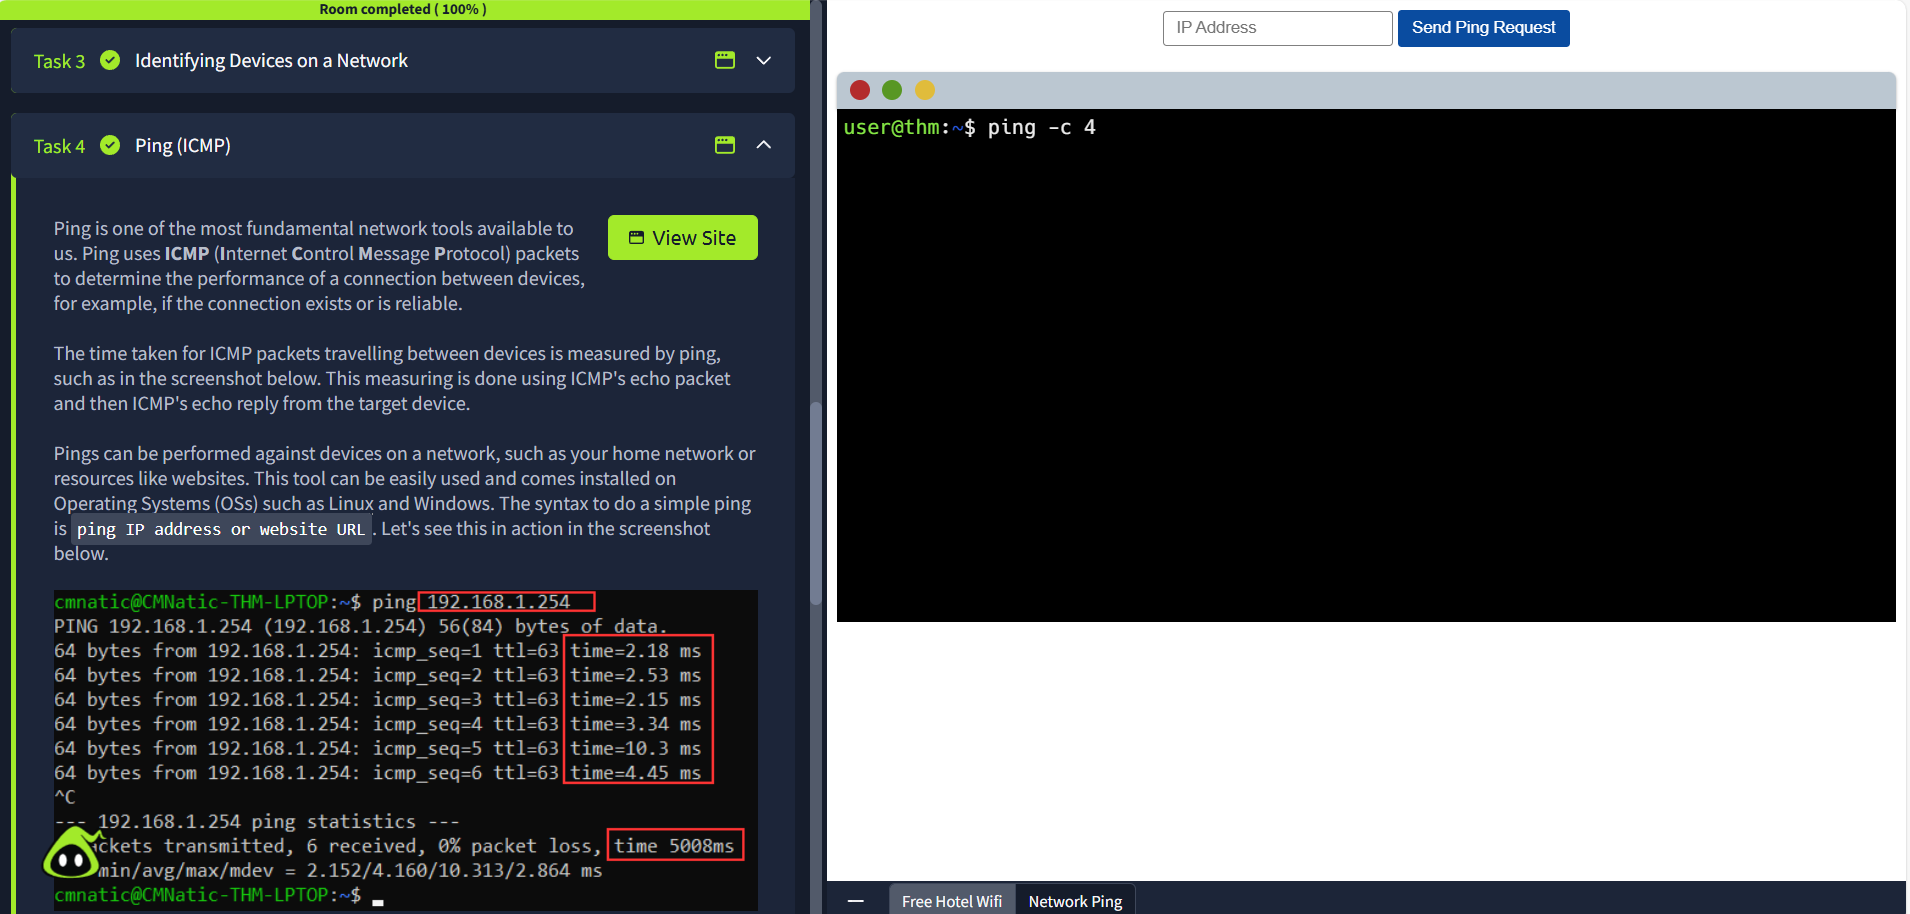 Room completed ( 100% )
Task 3 Identifying Devices on a Network
Task 4 Ping (ICMP)
Ping is one of the most fundamental network tools available to
us. Ping uses ICMP (Internet Control Message Protocol) packets
to determine the performance of a connection between devices,
for example, if the connection exists or is reliable.
View Site
The time taken for ICMP packets travelling between devices is measured by ping,
such as in the screenshot below. This measuring is done using ICMP's echo packet
and then ICMP's echo reply from the target device.
Pings can be performed against devices on a network, such as your home network or
resources like websites. This tool can be easily used and comes installed on
Operating Systems (OSs) such as Linux and Windows. The syntax to do a simple ping
is ping IP address or website URL. Let's see this in action in the screenshot
below.
cmnatic@CMNatic-THM-LPTOP:~$ ping 192.168.1.254
PING 192.168.1.254 (192.168.1.254) 56(84) bytes of data.
64 bytes from 192.168.1.254: icmp_seq=1 ttl=63 time=2.18 ms
64 bytes from 192.168.1.254: icmp_seq=2 ttl=63 time=2.53 ms
64 bytes from 192.168.1.254: icmp_seq=3 ttl=63 time=2.15 ms
64 bytes from 192.168.1.254: icmp_seq=4 ttl=63 time=3.34 ms
64 bytes from 192.168.1.254: icmp_seq=5 ttl=63 time=10.3 ms
64 bytes from 192.168.1.254: icmp_seq=6 ttl=63 time=4.45 ms
^C
--- 192.168.1.254 ping statistics ---
transmitted, 6 received, 0% packet loss, time 5008ms
min/avg/max/mdev = 2.152/4.160/10.313/2.864 ms
cmnatic@CMNatic-THM-LPTOP:~$
IP Address
Send Ping Request
user@thm:~$ ping -c 4
Free Hotel Wifi
Network Ping